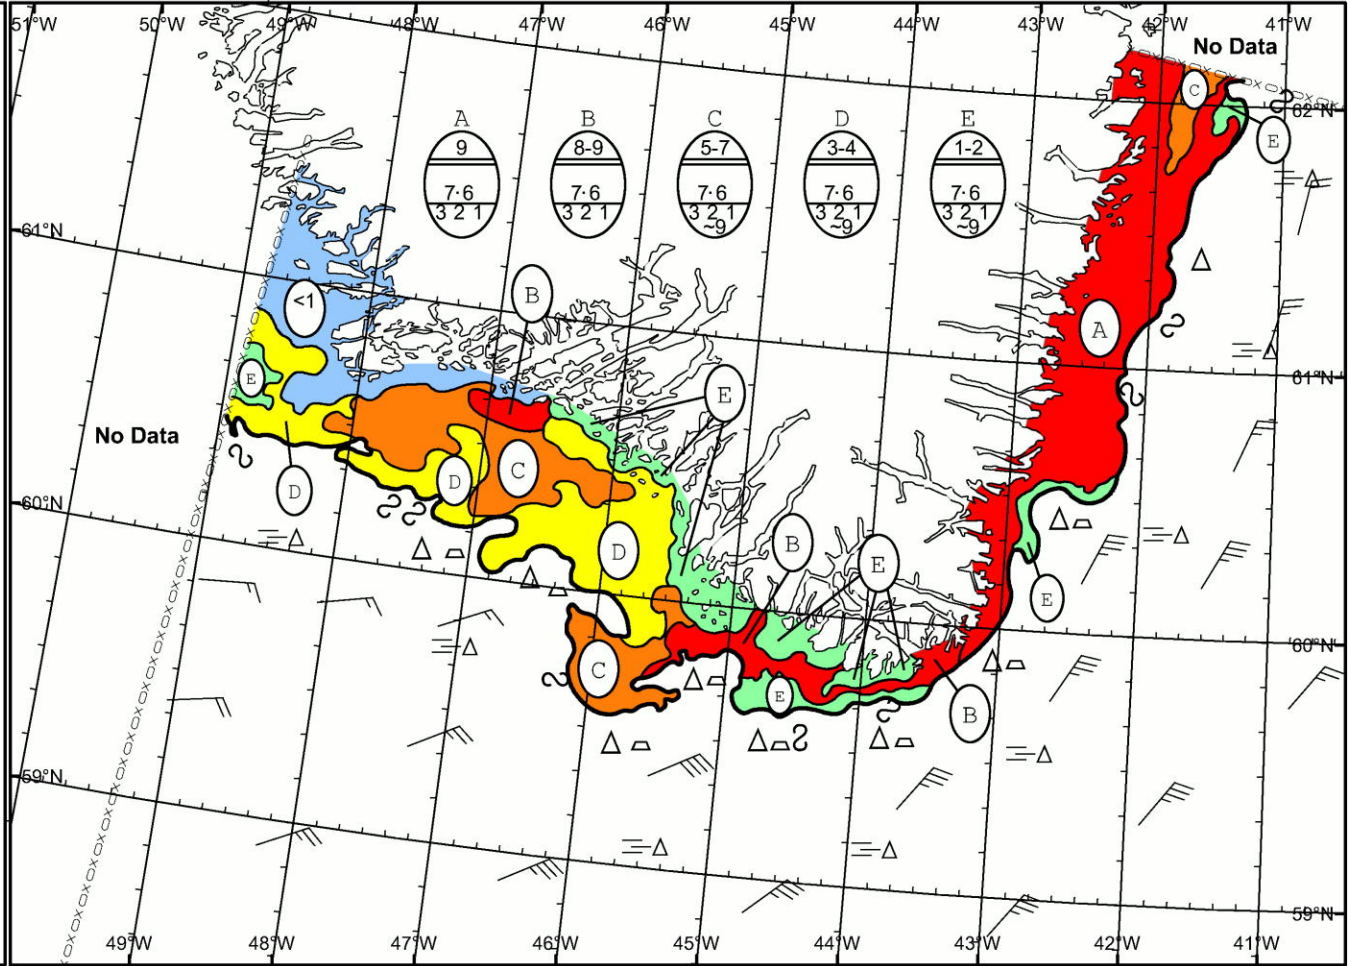 51°W 50°W 49°W 48°W 47°W 46°W 45°W 44°W 43°W 42°W 41°W
No Data
62°N
C
E
A B C D E
9 8-9 5-7 3-4 1-2
7·6 7·6 7·6 7·6 7·6
3 2 1 3 2 1 3 2 1 3 2 1 3 2 1
~9 ~9 ~9
61°N
B
<1
A
61°N
E
E
No Data
C
D
D
60°N
D
B
E
E
60°N
C
E
B
59°N
59°N
49°W 48°W 47°W 46°W 45°W 44°W 43°W 42°W 41°W